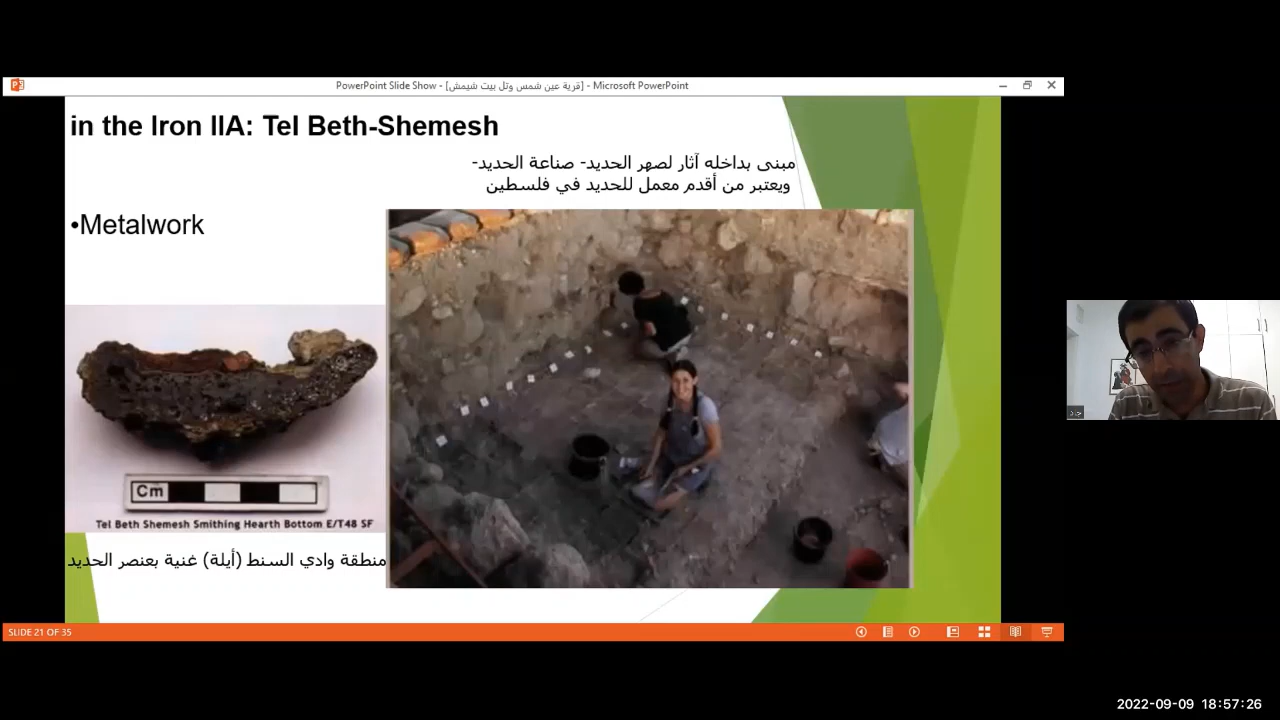 PowerPoint Slide Show - [قرية عين شمس وتل بيت شيمش] - Microsoft PowerPoint
in the Iron IIA: Tel Beth-Shemesh
مبنى بداخله آثار لصهر الحديد- صناعة الحديد-
ويعتبر من أقدم معمل للحديد في فلسطين
•Metalwork
Cm
Tel Beth Shemesh Smithing Hearth Bottom E/T48 SF
منطقة وادي السنط (أيلة) غنية بعنصر الحديد
SLIDE 21 OF 35
2022-09-09 18:57:26